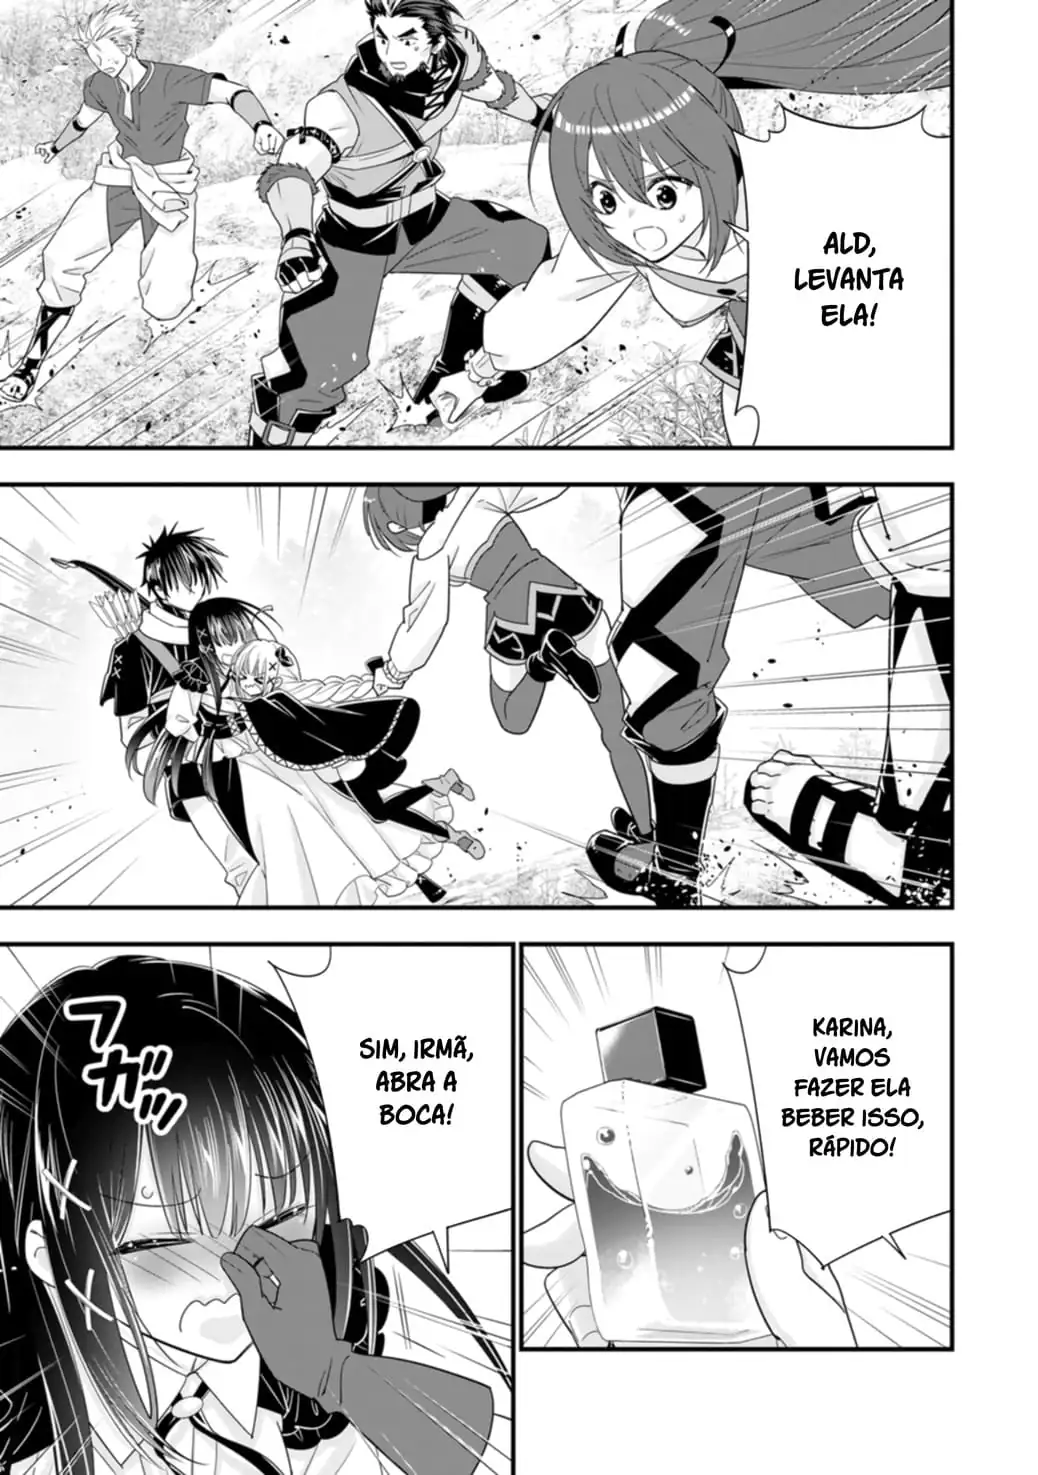 ALD,
LEVANTA
ELA!
KARINA,
VAMOS
FAZER ELA
BEBER ISSO,
RÁPIDO!
SIM, IRMÃ,
ABRA A
BOCA!
フガッ